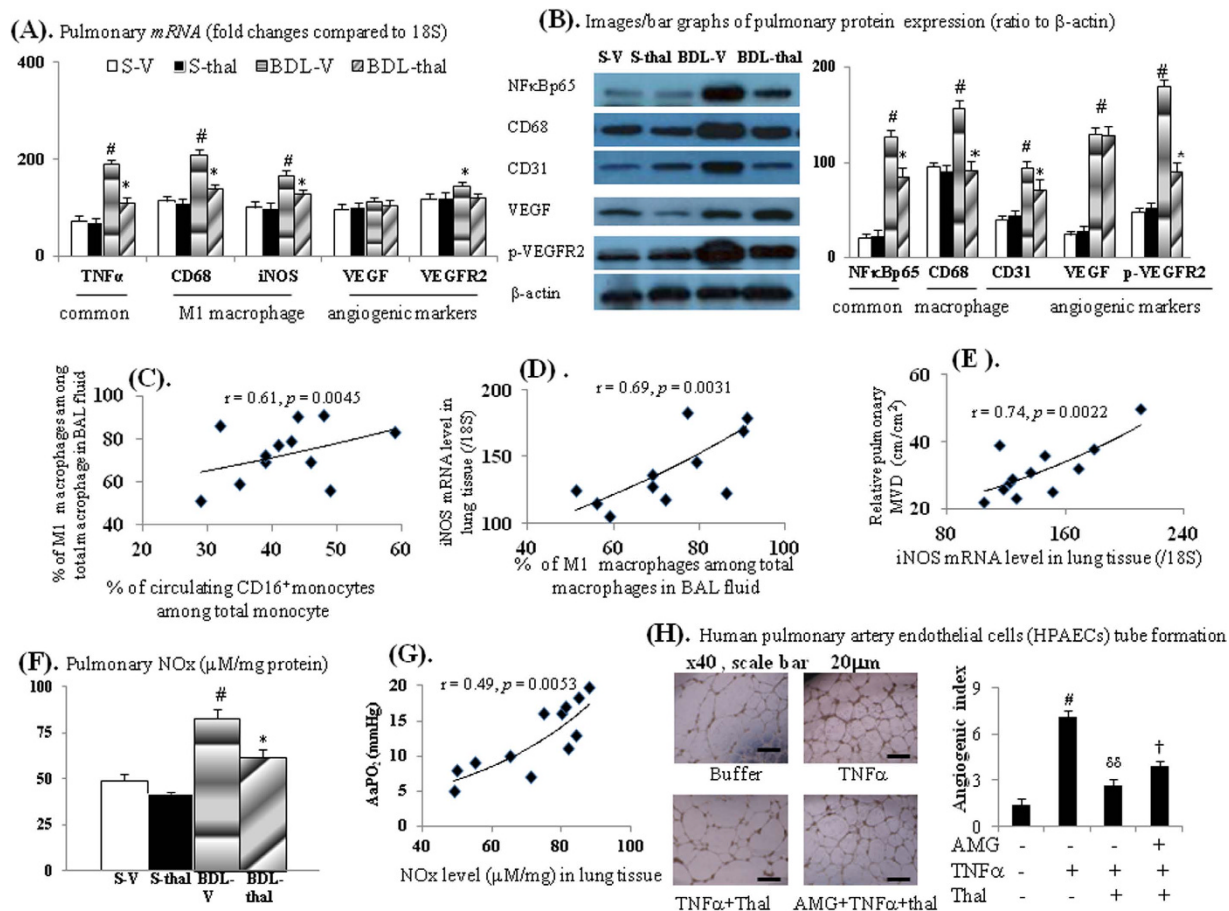 (A). Pulmonary mRNA (fold changes compared to 18S)
S-V S-thal BDL-V BDL-thal
400
200
0
# * # * # * # *
TNFα CD68 iNOS VEGF VEGFR2
common M1 macrophage angiogenic markers
(B). Images/bar graphs of pulmonary protein expression (ratio to β-actin)
S-V S-thal BDL-V BDL-thal
NFκBp65
CD68
CD31
VEGF
p-VEGFR2
β-actin
200
100
0
# * # * # * # # *
NFκBp65 CD68 CD31 VEGF p-VEGFR2
common macrophage angiogenic markers
(C).
r = 0.61, p = 0.0045
% of M1 macrophages among
total macrophage in BAL fluid
100
80
60
40
20 40 60
% of circulating CD16+ monocytes
among total monocyte
(D) .
r = 0.69, p = 0.0031
iNOS mRNA level in
lung tissue (/18S)
200
150
100
40 60 80 100
% of M1 macrophages among total
macrophages in BAL fluid
(E ).
r = 0.74, p = 0.0022
Relative pulmonary
MVD (cm/cm²)
60
40
20
80 160 240
iNOS mRNA level in lung tissue (/18S)
(F). Pulmonary NOx (μM/mg protein)
100
75
50
25
0
# *
S-V S-thal BDL-V BDL-thal
(G).
r = 0.49, p = 0.0053
AaPO₂ (mmHg)
20
15
10
5
0
40 60 80 100
NOx level (μM/mg) in lung tissue
(H). Human pulmonary artery endothelial cells (HPAECs) tube formation
x40 , scale bar 20μm
Buffer TNFα
TNFα+Thal AMG+TNFα+thal
Angiogenic index
9
6
3
0
# δδ †
AMG - - - +
TNFα - + + +
Thal - - + +